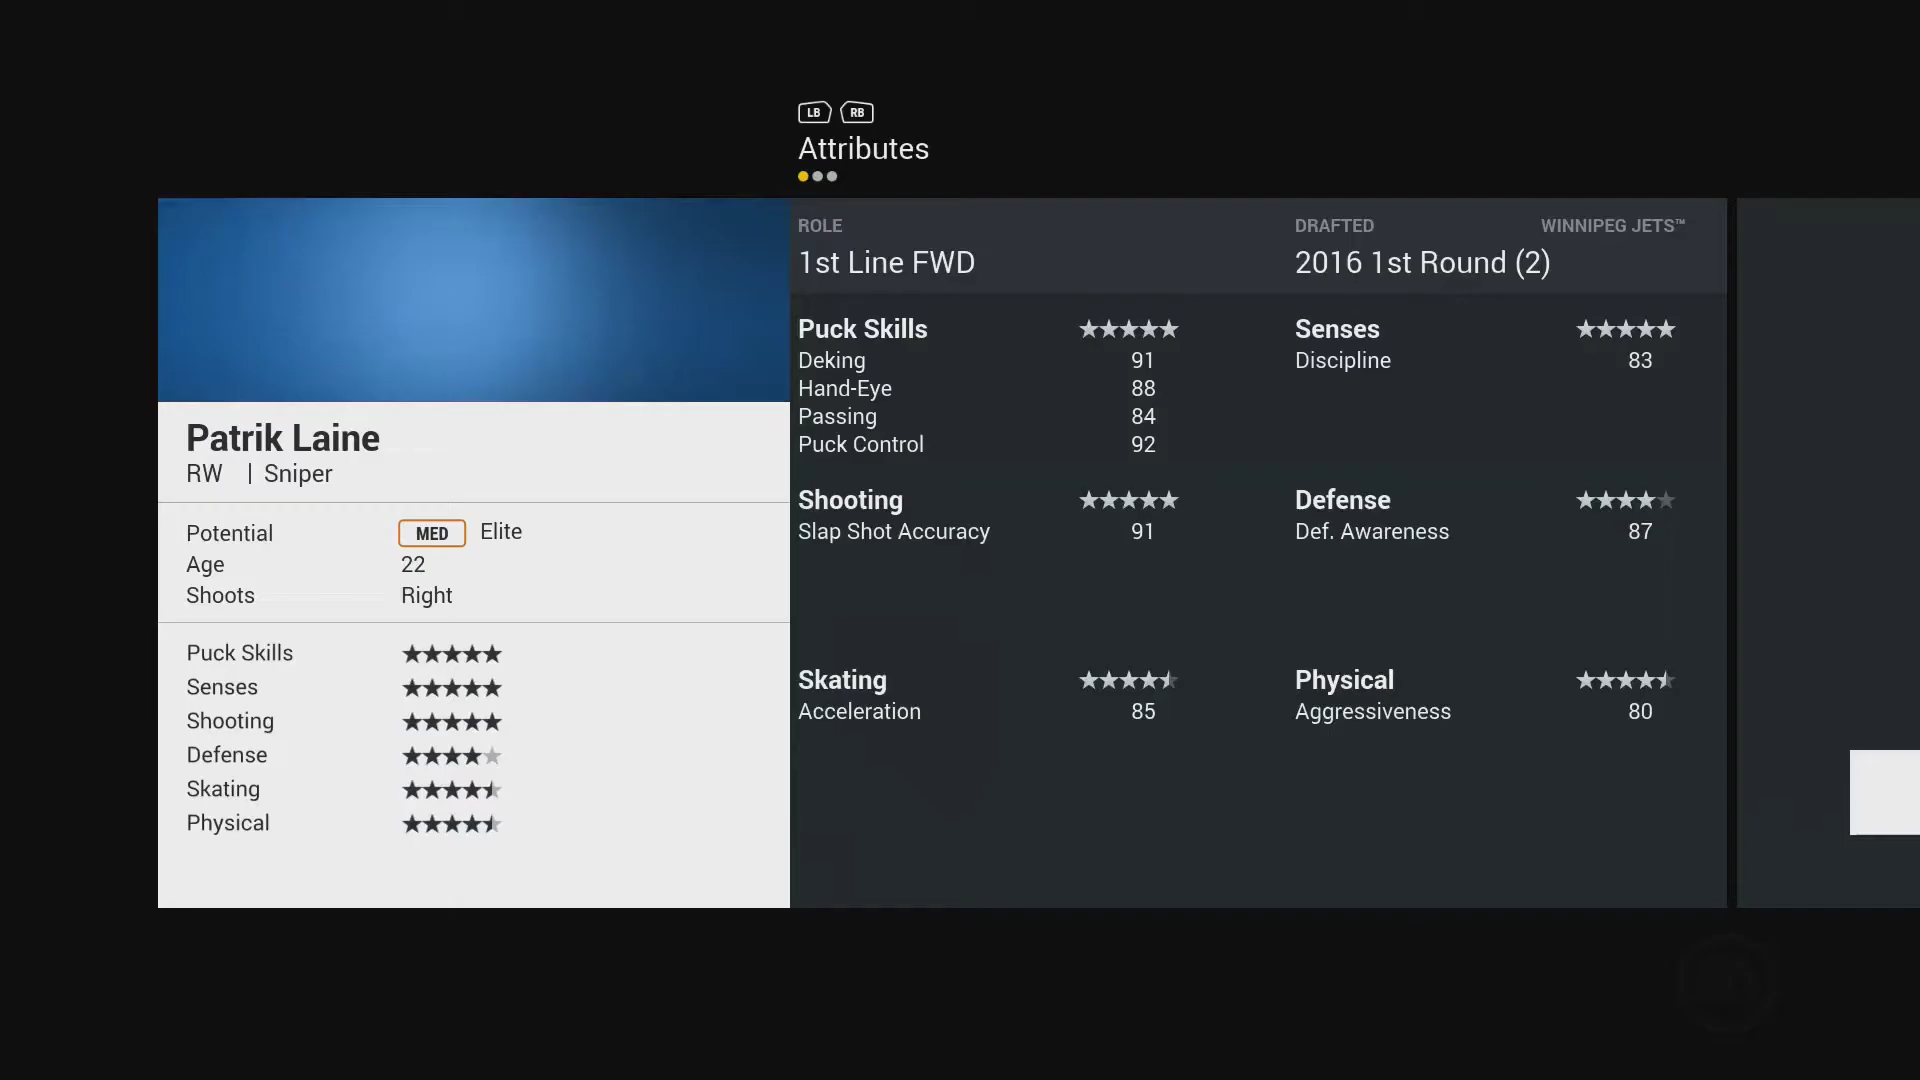 LB RB
Attributes
Patrik Laine
RW | Sniper
Potential MED Elite
Age 22
Shoots Right
Puck Skills
Senses
Shooting
Defense
Skating
Physical
ROLE
1st Line FWD
DRAFTED WINNIPEG JETS™
2016 1st Round (2)
Puck Skills
Deking 91
Hand-Eye 88
Passing 84
Puck Control 92
Senses
Discipline 83
Shooting
Slap Shot Accuracy 91
Defense
Def. Awareness 87
Skating
Acceleration 85
Physical
Aggressiveness 80